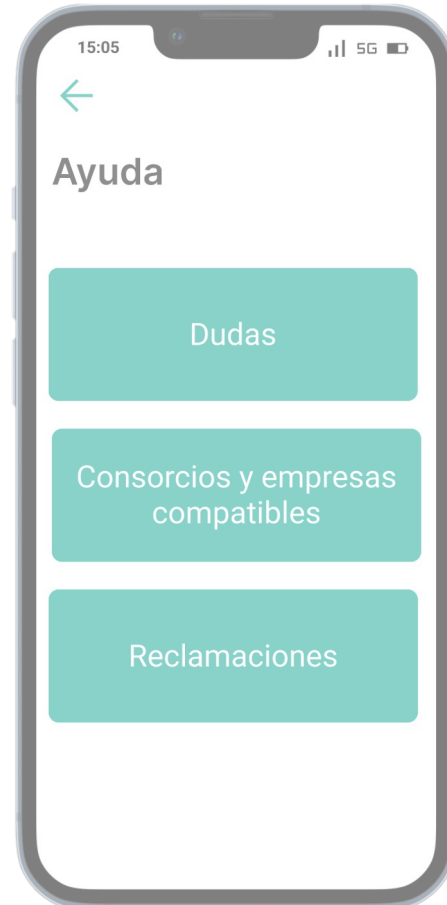 15:05
5G
Ayuda
Dudas
Consorcios y empresas
compatibles
Reclamaciones